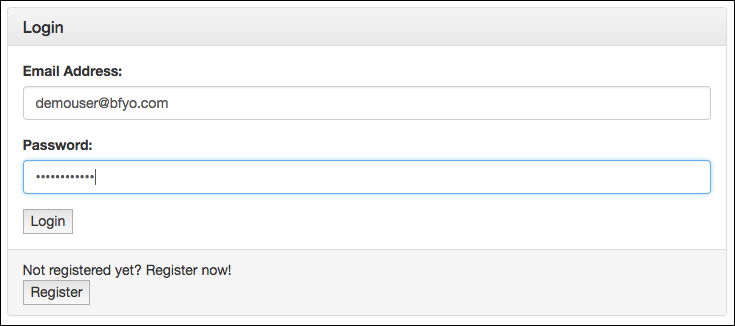 Login
Email Address:
demouser@bfyo.com
Password:
••••••••••••
Login
Not registered yet? Register now!
Register